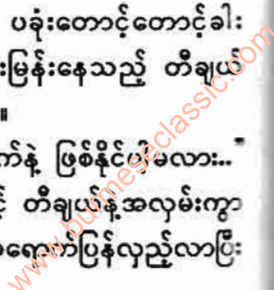 ပခုံးတောင့်တောင့်ခါး
းမြန်းနေသည့် တီချယ်
။
က်နဲ့ ဖြစ်နိုင်ပါ့မလား.."
့် တီချယ်နဲ့အလှမ်းကွာ
ရောက်ပြန်လှည့်လာပြီး
www.burmeseclassic.com